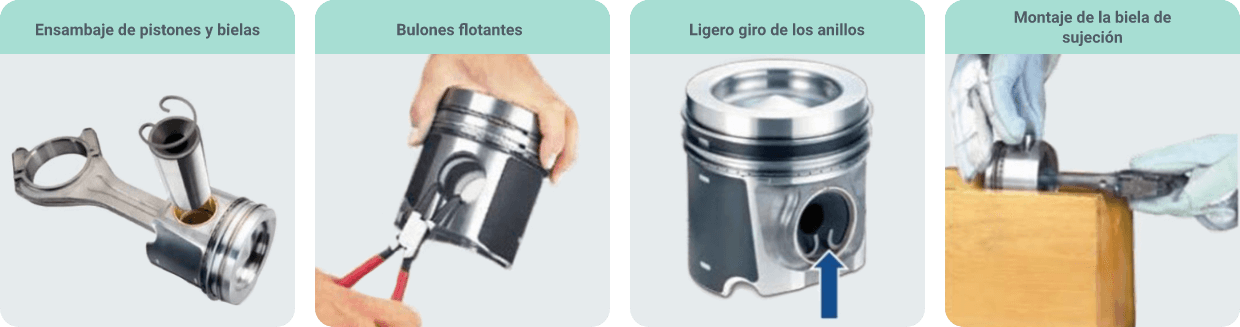 Ensambaje de pistones y bielas
Bulones flotantes
Ligero giro de los anillos
Montaje de la biela de
sujeción